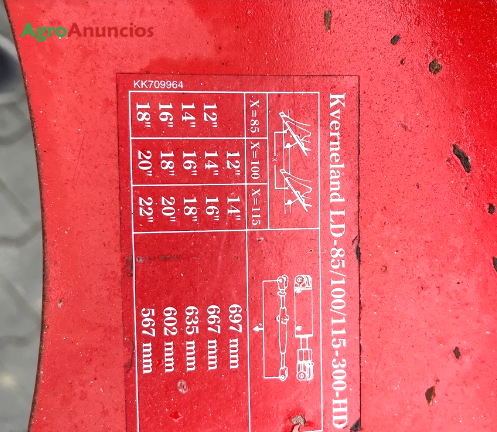 AgroAnuncios
Kverneland LD-85/100/115-300-HD
X
X=85 X=100 X=115
12" 14" 697 mm
12" 14" 16" 667 mm
14" 16" 18" 635 mm
16" 18" 20" 602 mm
18" 20" 22" 567 mm
KK709964